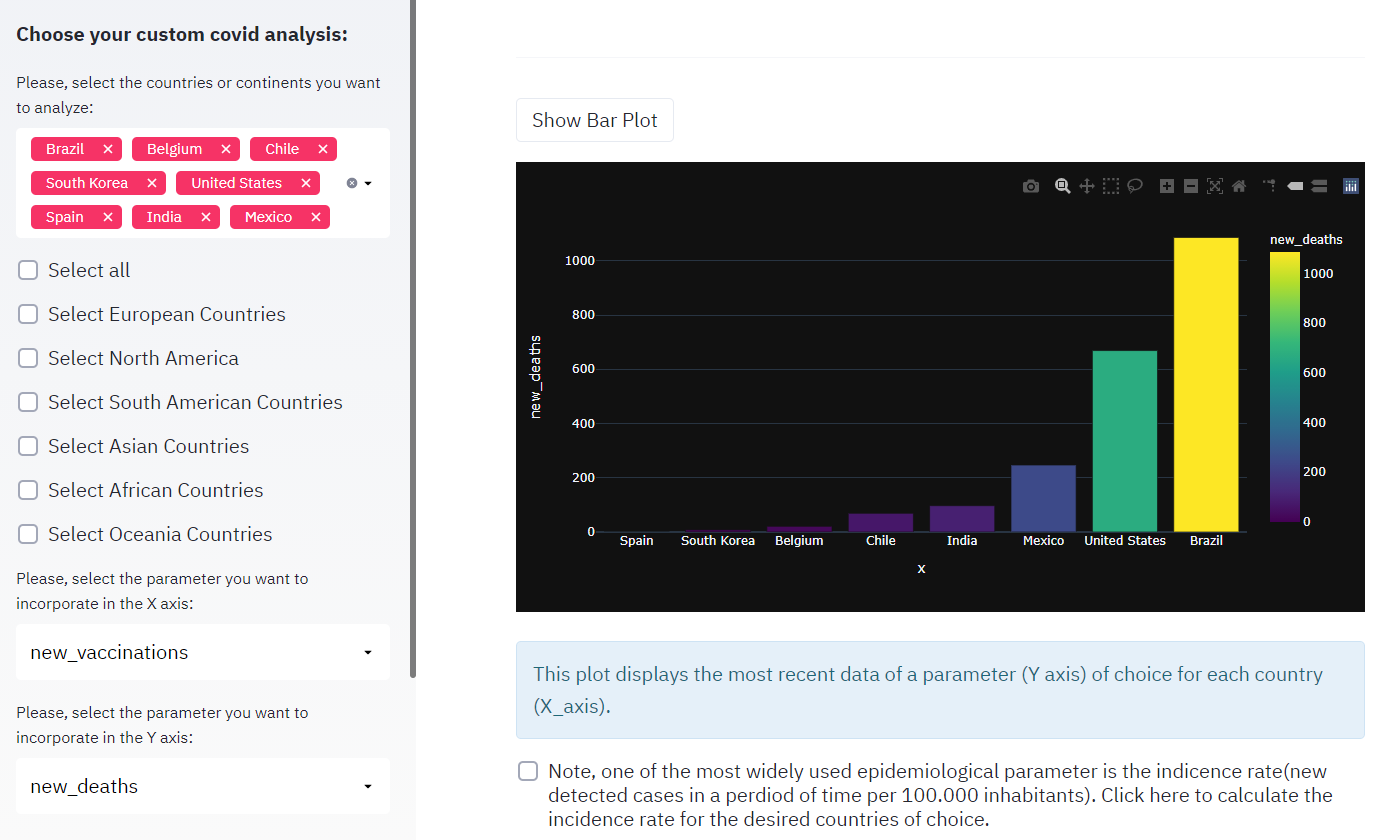 Choose your custom covid analysis:
Please, select the countries or continents you want
to analyze:
Brazil × Belgium × Chile ×
South Korea × United States ×
Spain × India × Mexico ×
Select all
Select European Countries
Select North America
Select South American Countries
Select Asian Countries
Select African Countries
Select Oceania Countries
Please, select the parameter you want to
incorporate in the X axis:
new_vaccinations
Please, select the parameter you want to
incorporate in the Y axis:
new_deaths
Show Bar Plot
new_deaths
1000
800
600
400
200
0
Spain South Korea Belgium Chile India Mexico United States Brazil
x
new_deaths
1000
800
600
400
200
0
This plot displays the most recent data of a parameter (Y axis) of choice for each country
(X_axis).
Note, one of the most widely used epidemiological parameter is the indicence rate(new
detected cases in a perdiod of time per 100.000 inhabitants). Click here to calculate the
incidence rate for the desired countries of choice.